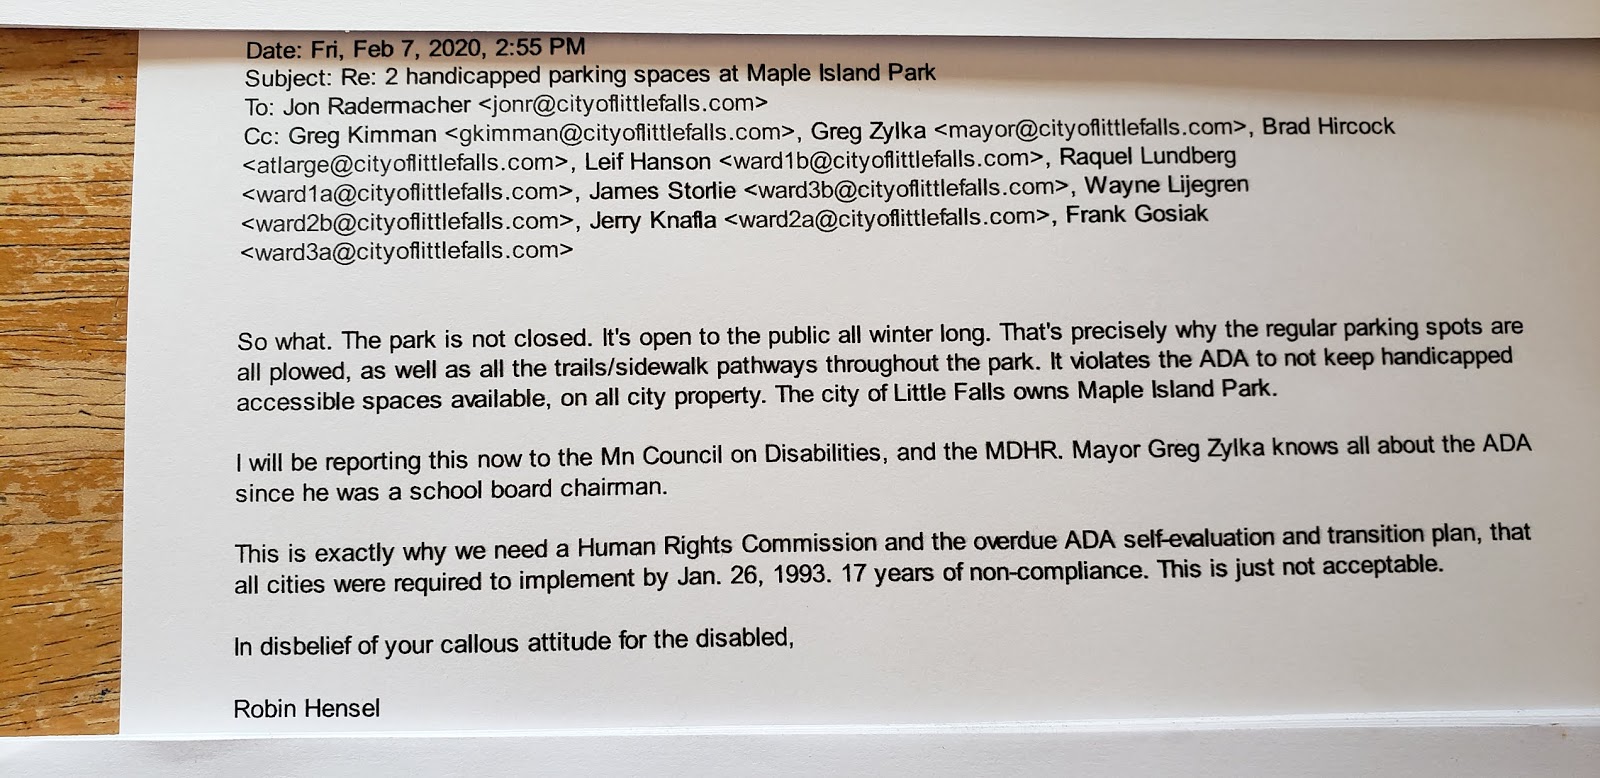 Date: Fri, Feb 7, 2020, 2:55 PM
Subject: Re: 2 handicapped parking spaces at Maple Island Park
To: Jon Radermacher <jonr@cityoflittlefalls.com>
Cc: Greg Kimman <gkimman@cityoflittlefalls.com>, Greg Zylka <mayor@cityoflittlefalls.com>, Brad Hircock
<atlarge@cityoflittlefalls.com>, Leif Hanson <ward1b@cityoflittlefalls.com>, Raquel Lundberg
<ward1a@cityoflittlefalls.com>, James Storlie <ward3b@cityoflittlefalls.com>, Wayne Lijegren
<ward2b@cityoflittlefalls.com>, Jerry Knafla <ward2a@cityoflittlefalls.com>, Frank Gosiak
<ward3a@cityoflittlefalls.com>
So what. The park is not closed. It's open to the public all winter long. That's precisely why the regular parking spots are
all plowed, as well as all the trails/sidewalk pathways throughout the park. It violates the ADA to not keep handicapped
accessible spaces available, on all city property. The city of Little Falls owns Maple Island Park.
I will be reporting this now to the Mn Council on Disabilities, and the MDHR. Mayor Greg Zylka knows all about the ADA
since he was a school board chairman.
This is exactly why we need a Human Rights Commission and the overdue ADA self-evaluation and transition plan, that
all cities were required to implement by Jan. 26, 1993. 17 years of non-compliance. This is just not acceptable.
In disbelief of your callous attitude for the disabled,
Robin Hensel